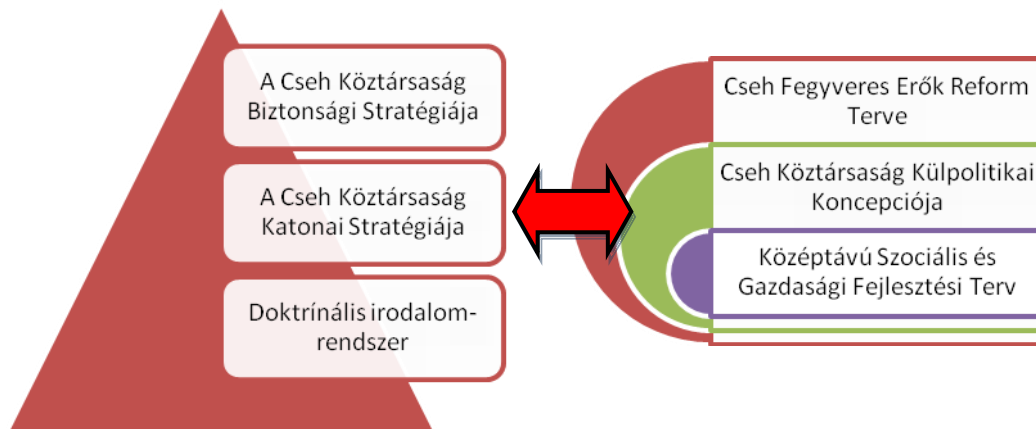 A Cseh Köztársaság
Biztonsági Stratégiája
A Cseh Köztársaság
Katonai Stratégiája
Doktrínális irodalom-
rendszer
Cseh Fegyveres Erők Reform
Terve
Cseh Köztársaság Külpolitikai
Koncepciója
Középtávú Szociális és
Gazdasági Fejlesztési Terv